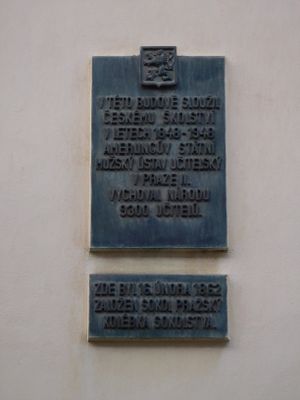 V TÉTO BUDOVĚ SLOUŽIL
ČESKÉMU ŠKOLSTVÍ
V LETECH 1848-1948
AMERLINGŮV STÁTNÍ
MUŽSKÝ ÚSTAV UČITELSKÝ
V PRAZE II.
VYCHOVAL NÁRODU
9300 UČITELŮ.
ZDE BYL 16. ÚNORA 1862
ZALOŽEN SOKOL PRAŽSKÝ
KOLÉBKA SOKOLSTVA.